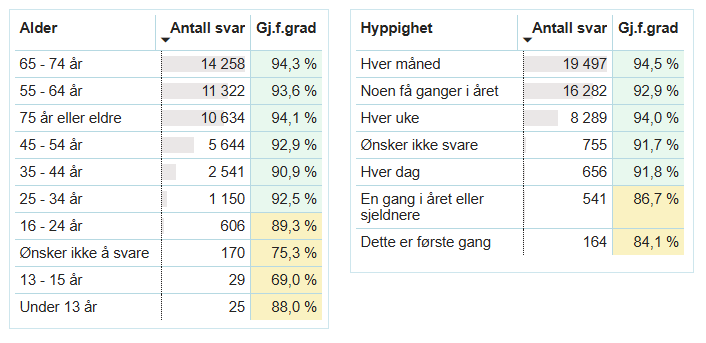 Alder Antall svar Gj.f.grad
65 - 74 år 14 258 94,3 %
55 - 64 år 11 322 93,6 %
75 år eller eldre 10 634 94,1 %
45 - 54 år 5 644 92,9 %
35 - 44 år 2 541 90,9 %
25 - 34 år 1 150 92,5 %
16 - 24 år 606 89,3 %
Ønsker ikke å svare 170 75,3 %
13 - 15 år 29 69,0 %
Under 13 år 25 88,0 %
Hyppighet Antall svar Gj.f.grad
Hver måned 19 497 94,5 %
Noen få ganger i året 16 282 92,9 %
Hver uke 8 289 94,0 %
Ønsker ikke svare 755 91,7 %
Hver dag 656 91,8 %
En gang i året eller 541 86,7 %
sjeldnere
Dette er første gang 164 84,1 %